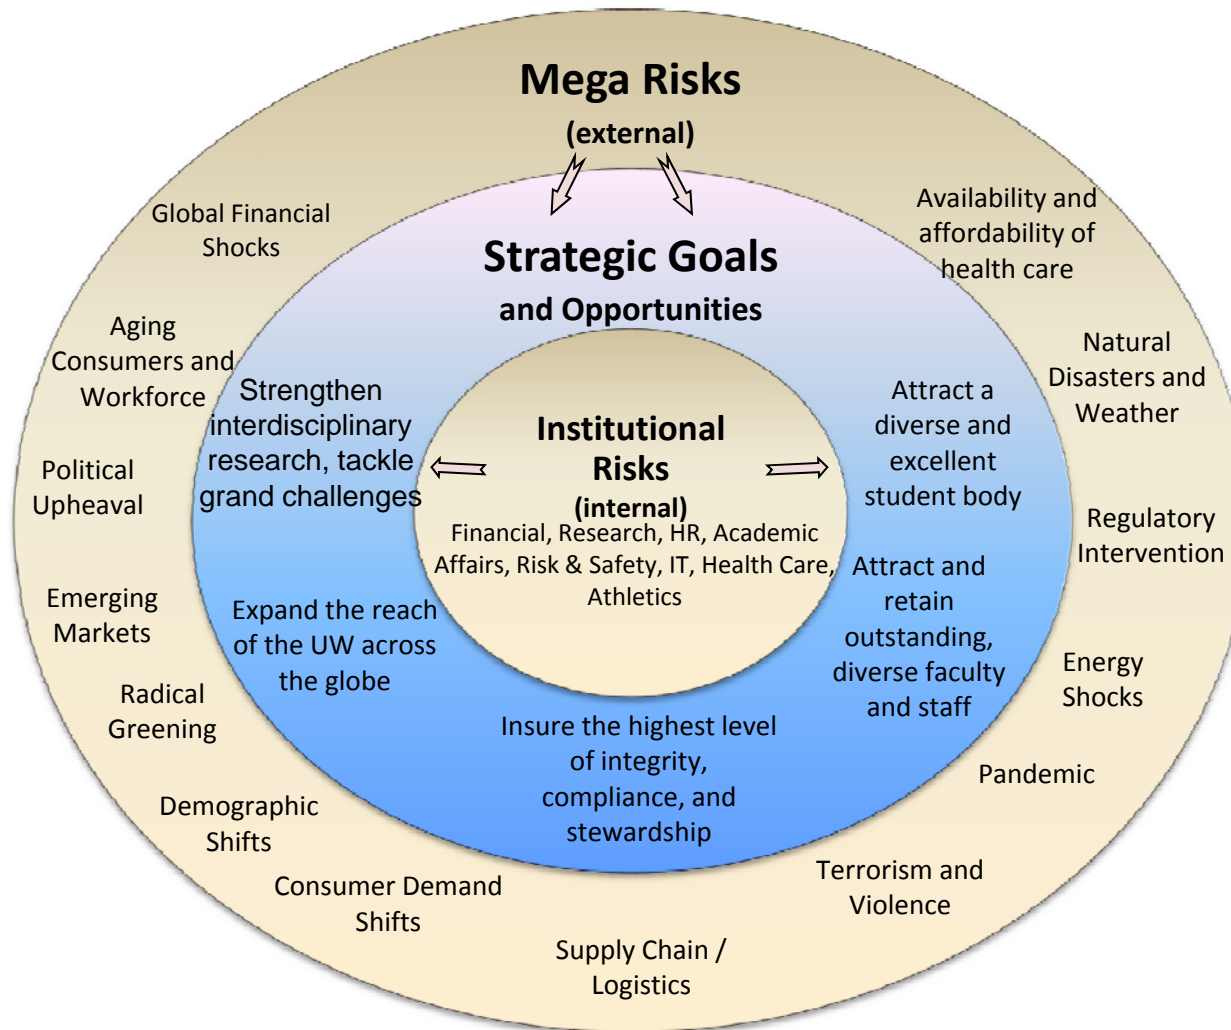 Mega Risks
(external)
Global Financial
Shocks
Availability and
affordability of
health care
Strategic Goals
and Opportunities
Aging
Consumers and
Workforce
Natural
Disasters and
Weather
Strengthen
interdisciplinary
research, tackle
grand challenges
Attract a
diverse and
excellent
student body
Institutional
Risks
(internal)
Financial, Research, HR, Academic
Affairs, Risk & Safety, IT, Health Care,
Athletics
Political
Upheaval
Regulatory
Intervention
Emerging
Markets
Expand the reach
of the UW across
the globe
Attract and
retain
outstanding,
diverse faculty
and staff
Energy
Shocks
Radical
Greening
Insure the highest level
of integrity,
compliance, and
stewardship
Pandemic
Demographic
Shifts
Consumer Demand
Shifts
Terrorism and
Violence
Supply Chain /
Logistics